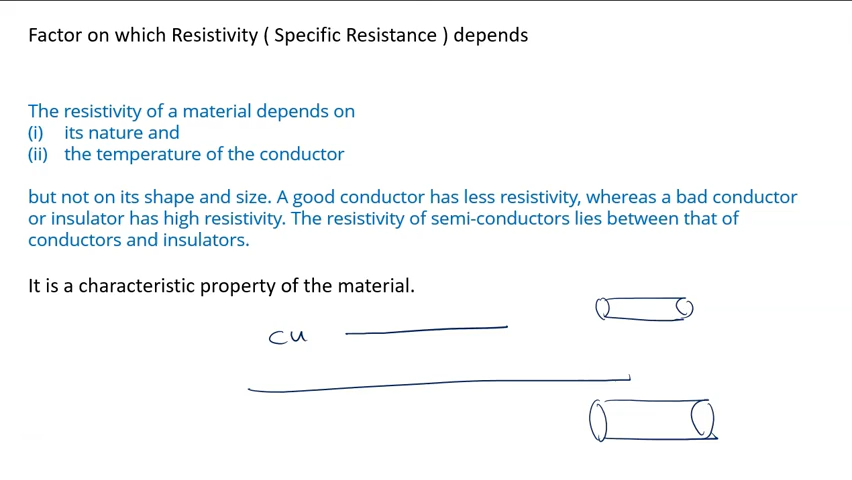 Factor on which Resistivity ( Specific Resistance ) depends
The resistivity of a material depends on
(i) its nature and
(ii) the temperature of the conductor
but not on its shape and size. A good conductor has less resistivity, whereas a bad conductor
or insulator has high resistivity. The resistivity of semi-conductors lies between that of
conductors and insulators.
It is a characteristic property of the material.
cu